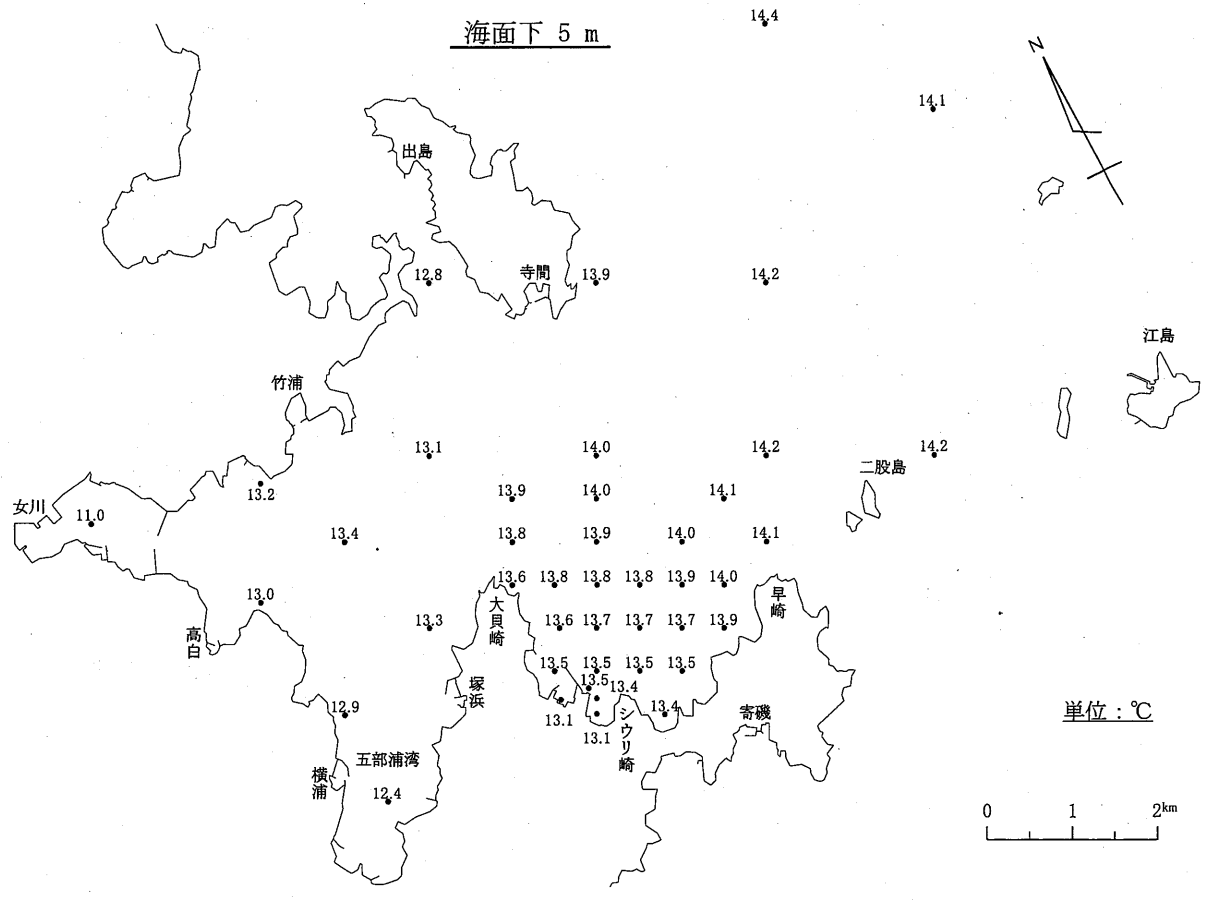 海面下 5 m
14.4
N
14.1
出島
12.8
寺間
13.9
14.2
江島
竹浦
13.1
14.0
14.2
14.2
二股島
13.2
13.9
14.0
14.1
女川
11.0
13.4
13.8
13.9
14.0
14.1
13.6
13.8
13.8
13.8
13.9
14.0
13.0
大貝崎
早崎
高白
13.3
13.6
13.7
13.7
13.7
13.9
13.5
13.5
13.5
13.5
塚浜
13.5
13.4
12.9
13.1
13.1
シウリ崎
13.4
寄磯
単位：℃
五部浦湾
横浦
12.4
0 1 2km